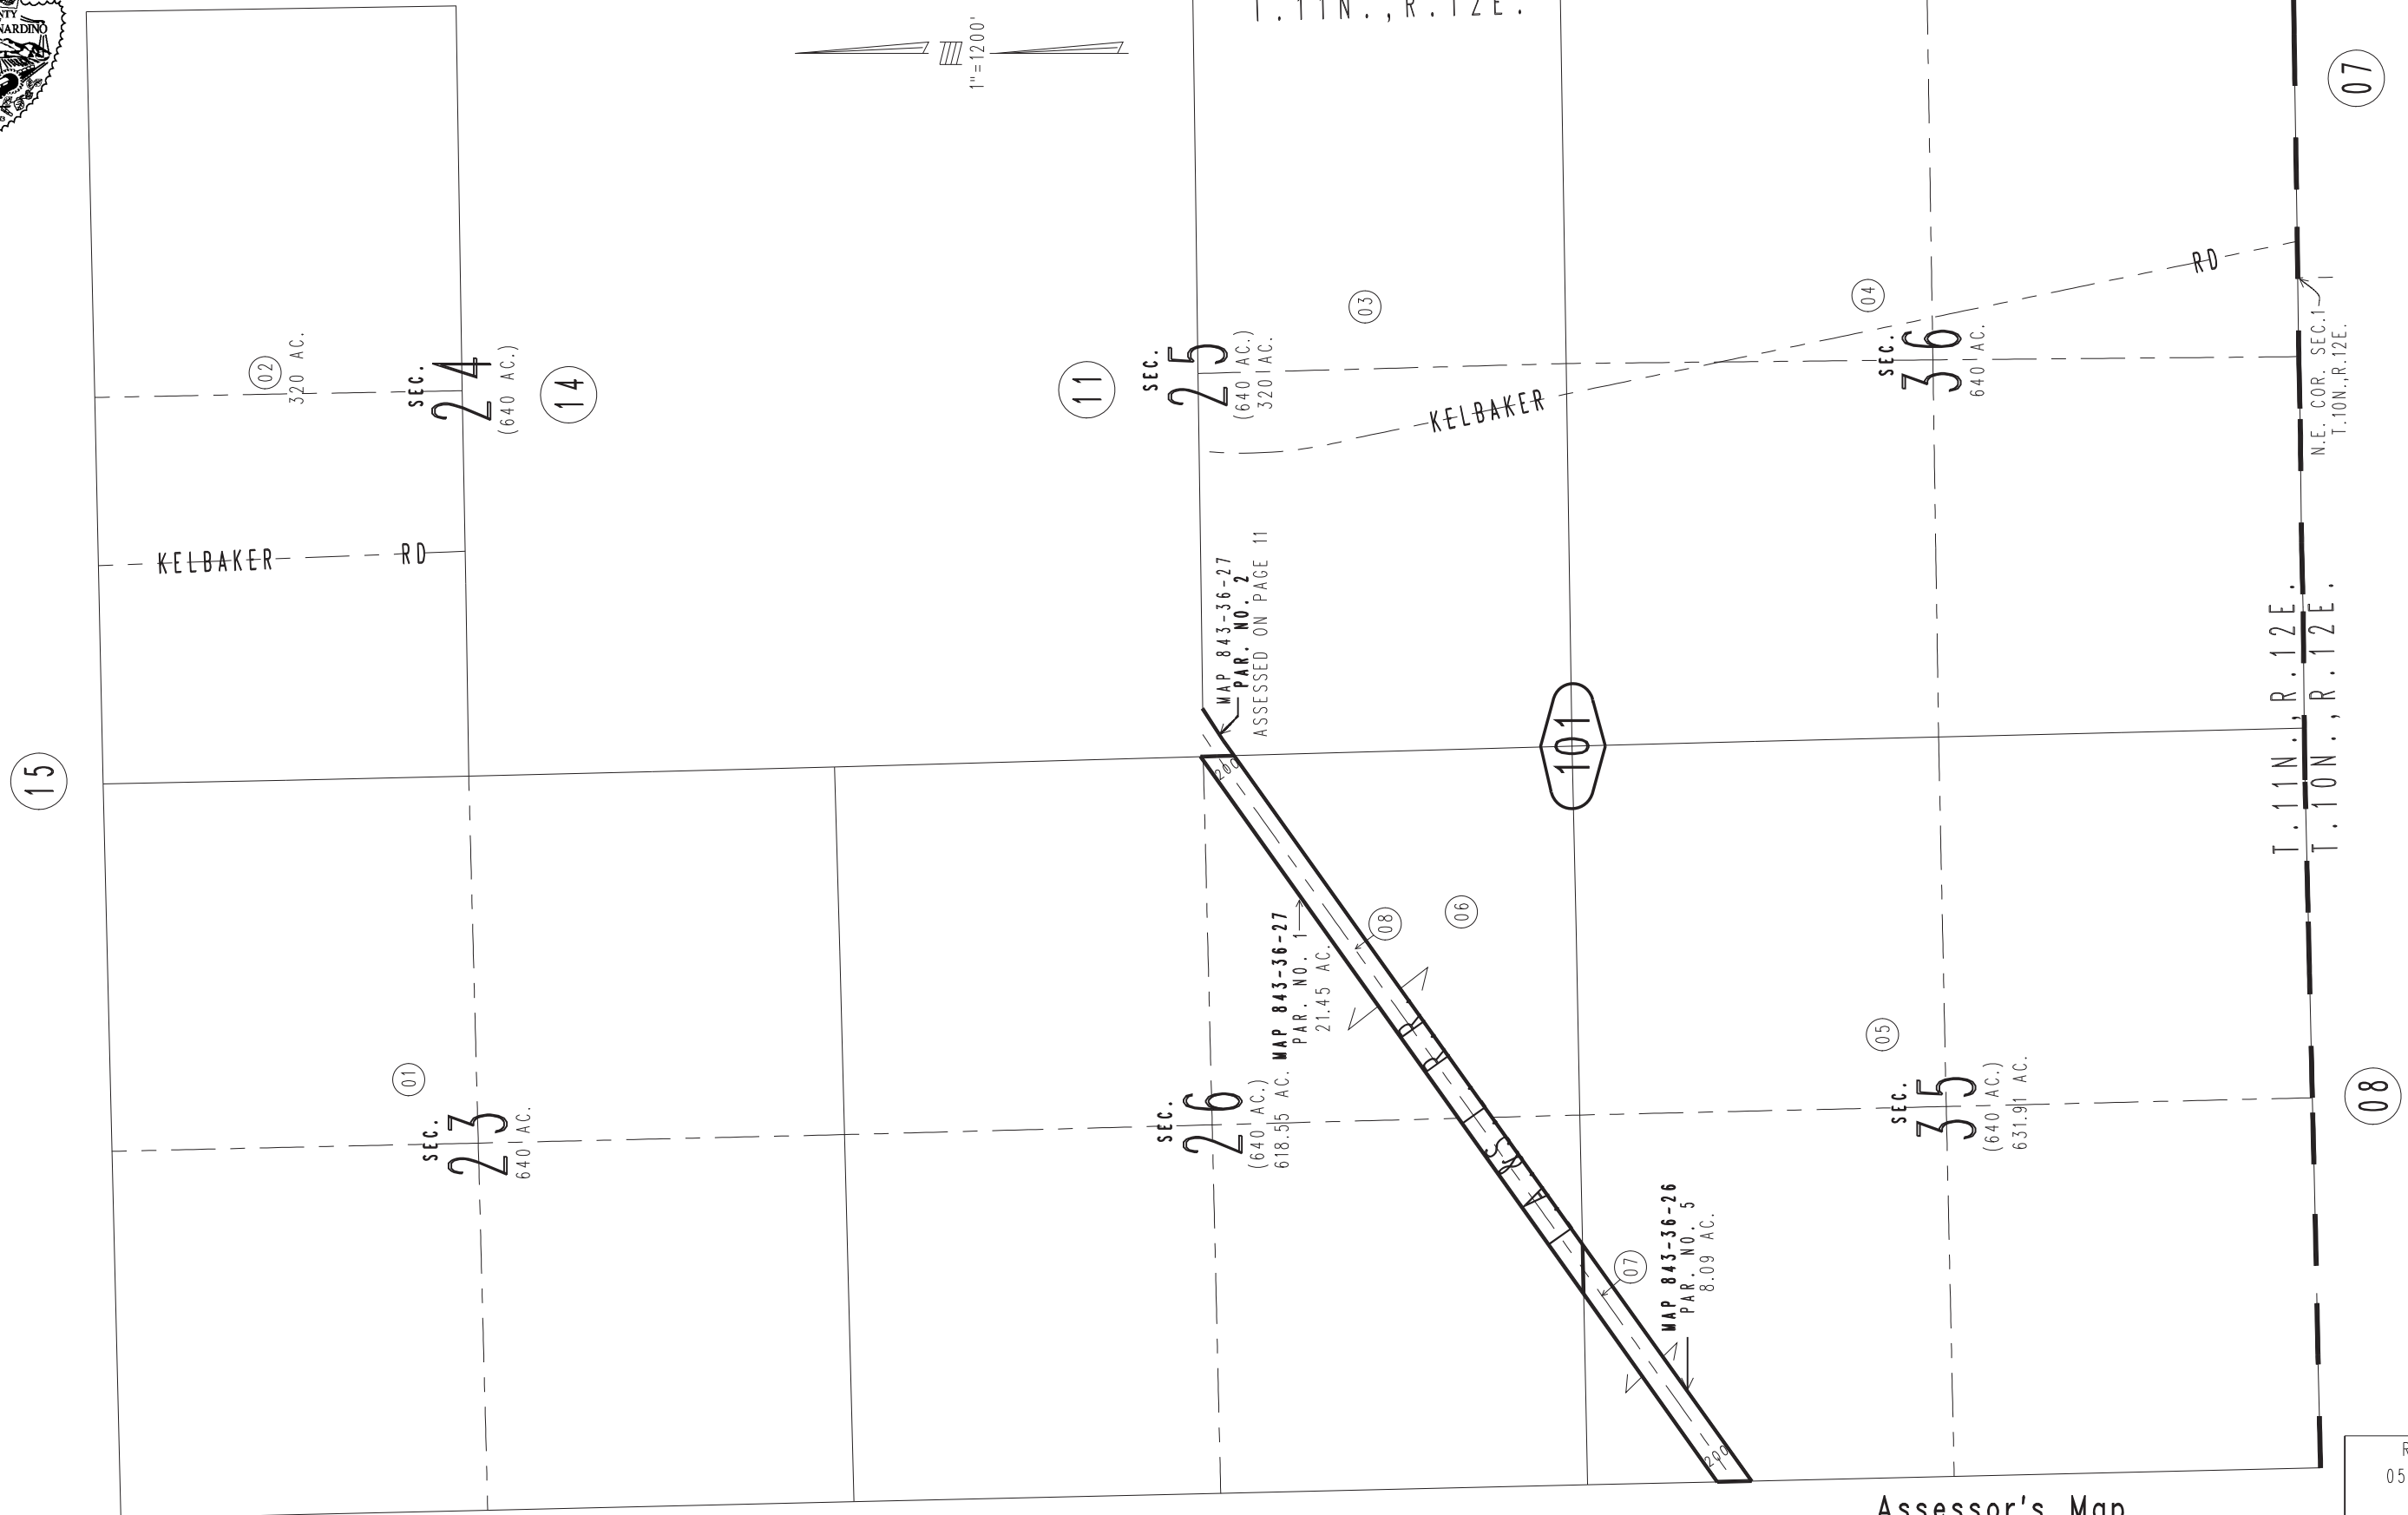 NTY
NARDINO
T.11N.,R.12E.
1"=1200'
07
15
02
320 AC.
SEC.
24
(640 AC.)
14
KELBAKER RD
11
SEC.
25
(640 AC.)
320 AC.
03
KELBAKER RD
04
SEC.
36
640 AC.
N.E. COR. SEC.1
T.10N.,R.12E.
MAP 843-36-27
PAR. NO. 2
ASSESSED ON PAGE 11
101
T.11N.,R.12E.
T.10N.,R.12E.
01
SEC.
23
640 AC.
200
MAP 843-36-27
PAR. NO. 1
21.45 AC.
08
06
SEC.
26
(640 AC.)
618.55 AC.
A.T.& S.F. R.R.
05
SEC.
35
(640 AC.)
631.91 AC.
07
MAP 843-36-26
PAR. NO. 5
8.09 AC.
200
08
Assessor's Map
R
05